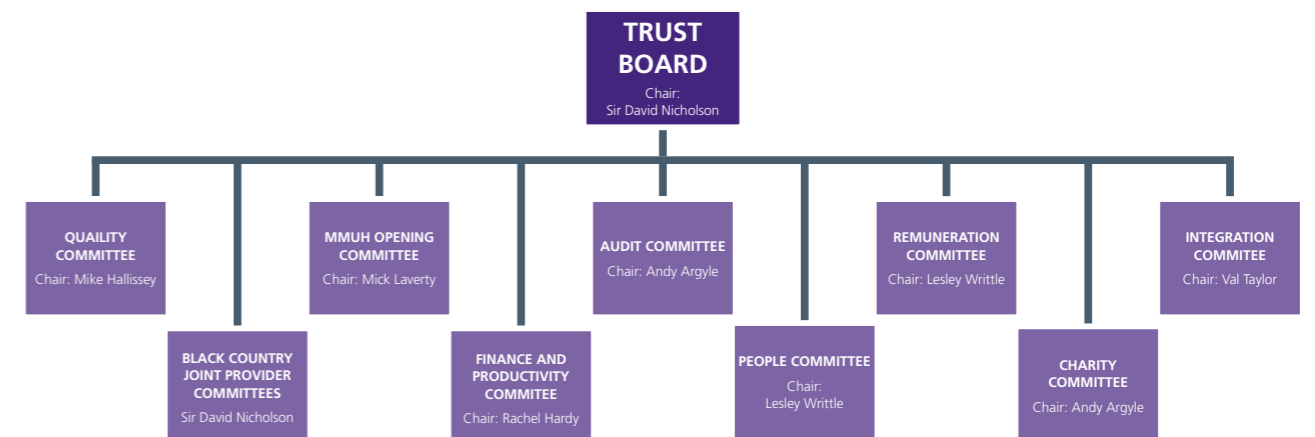 TRUST
BOARD
Chair:
Sir David Nicholson
QUAILITY
COMMITTEE
Chair: Mike Hallissey
MMUH OPENING
COMMITTEE
Chair: Mick Laverty
AUDIT COMMITTEE
Chair: Andy Argyle
REMUNERATION
COMMITTEE
Chair: Lesley Writtle
INTEGRATION
COMMITEE
Chair: Val Taylor
BLACK COUNTRY
JOINT PROVIDER
COMMITTEES
Sir David Nicholson
FINANCE AND
PRODUCTIVITY
COMMITEE
Chair: Rachel Hardy
PEOPLE COMMITTEE
Chair:
Lesley Writtle
CHARITY
COMMITTEE
Chair: Andy Argyle